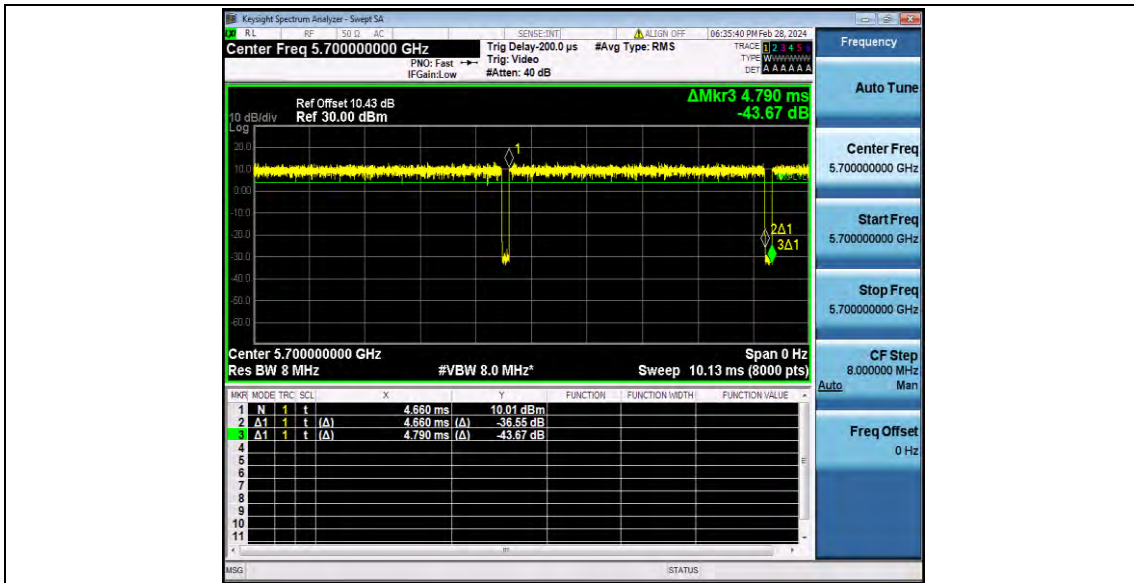 Keysight Spectrum Analyzer - Swept SA
RL RF 50 Ω AC SENSE:INT ALIGN OFF 06:35:40 PM Feb 28, 2024
Center Freq 5.700000000 GHz
PNO: Fast
IFGain:Low
Trig Delay-200.0 µs
Trig: Video
#Atten: 40 dB
#Avg Type: RMS
TRACE 1 2 3 4 5 6
TYPE
DET A A A A A A
ΔMkr3 4.790 ms
-43.67 dB
Ref Offset 10.43 dB
10 dB/div Ref 30.00 dBm
Log
20.0
10.0
0.00
-10.0
-20.0
-30.0
-40.0
-50.0
-60.0
1
2Δ1
3Δ1
Center 5.700000000 GHz Span 0 Hz
Res BW 8 MHz #VBW 8.0 MHz* Sweep 10.13 ms (8000 pts)
MKR MODE TRC SCL X Y FUNCTION FUNCTION WIDTH FUNCTION VALUE
1 N 1 t 4.660 ms 10.01 dBm
2 Δ1 1 t (Δ) 4.660 ms (Δ) -36.55 dB
3 Δ1 1 t (Δ) 4.790 ms (Δ) -43.67 dB
4
5
6
7
8
9
10
11
MSG STATUS
Frequency
Auto Tune
Center Freq
5.700000000 GHz
Start Freq
5.700000000 GHz
Stop Freq
5.700000000 GHz
CF Step
8.000000 MHz
Auto Man
Freq Offset
0 Hz